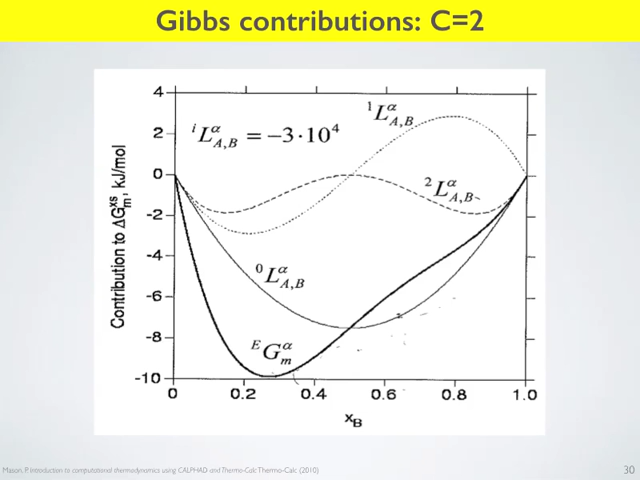 Gibbs contributions: C=2
4
2
0
-2
-4
-6
-8
-10
Contribution to ΔG_m^xs, kJ/mol
^iL^α_A,B = −3·10^4
^1L^α_A,B
^2L^α_A,B
^0L^α_A,B
^EG^α_m
0 0.2 0.4 0.6 0.8 1.0
x_B
Mason, P. Introduction to computational thermodynamics using CALPHAD and Thermo-Calc Thermo-Calc (2010)
30